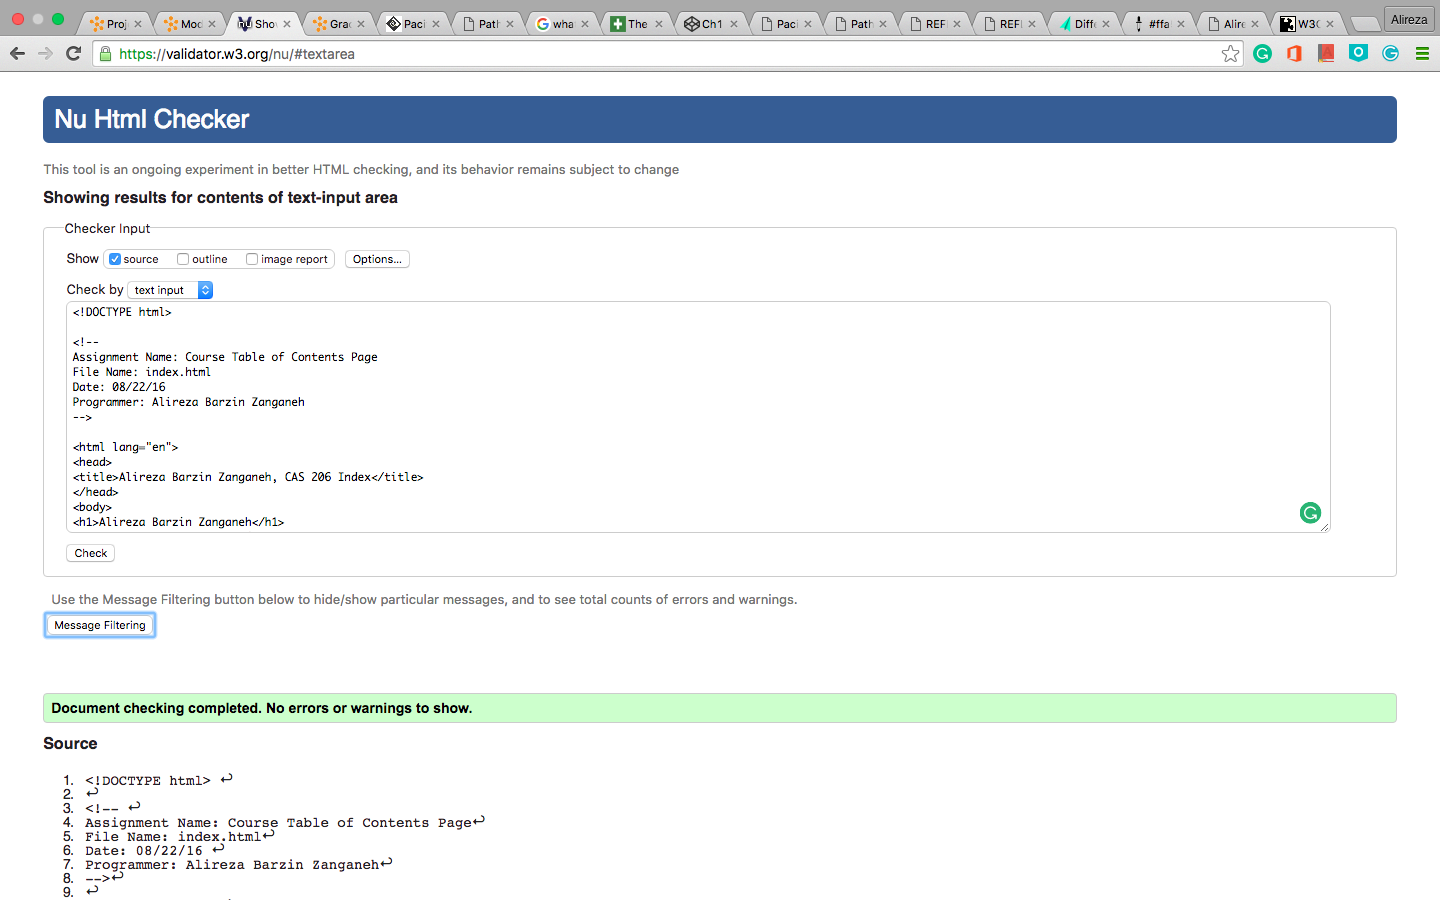 Proj
Mod
Sho
Grac
Paci
Path
wha
The
Ch1
Paci
Path
REF
REF
Diff
#ffa
Alire
W3C
Alireza
https://validator.w3.org/nu/#textarea
Nu Html Checker
This tool is an ongoing experiment in better HTML checking, and its behavior remains subject to change
Showing results for contents of text-input area
Checker Input
Show source outline image report Options...
Check by text input
<!DOCTYPE html>
<!--
Assignment Name: Course Table of Contents Page
File Name: index.html
Date: 08/22/16
Programmer: Alireza Barzin Zanganeh
-->
<html lang="en">
<head>
<title>Alireza Barzin Zanganeh, CAS 206 Index</title>
</head>
<body>
<h1>Alireza Barzin Zanganeh</h1>
Check
Use the Message Filtering button below to hide/show particular messages, and to see total counts of errors and warnings.
Message Filtering
Document checking completed. No errors or warnings to show.
Source
1. <!DOCTYPE html> ↩
2. ↩
3. <!-- ↩
4. Assignment Name: Course Table of Contents Page↩
5. File Name: index.html↩
6. Date: 08/22/16 ↩
7. Programmer: Alireza Barzin Zanganeh↩
8. -->↩
9. ↩